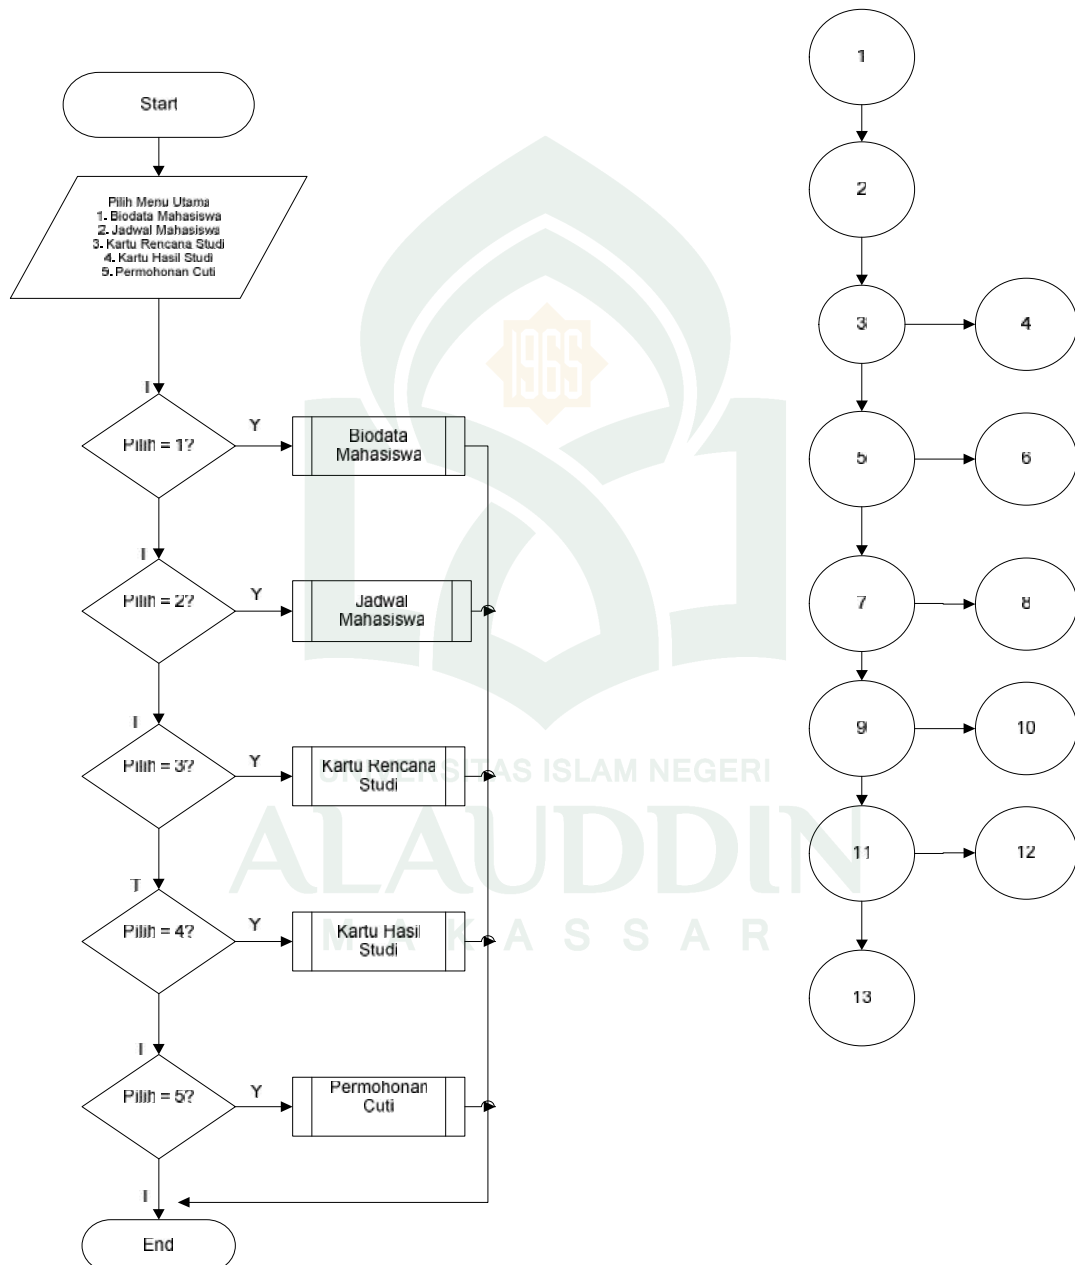 Start
Pilih Menu Utama
1. Biodata Mahasiswa
2. Jadwal Mahasiswa
3. Kartu Rencana Studi
4. Kartu Hasil Studi
5. Permohonan Cuti
T
Pilih = 1?
Y
Biodata
Mahasiswa
T
Pilih = 2?
Y
Jadwal
Mahasiswa
T
Pilih = 3?
Y
Kartu Rencana
Studi
T
Pilih = 4?
Y
Kartu Hasil
Studi
T
Pilih = 5?
Y
Permohonan
Cuti
T
End
1
2
3
4
5
6
7
8
9
10
11
12
13
1965
UNIVERSITAS ISLAM NEGERI
ALAUDDIN
MAKASSAR